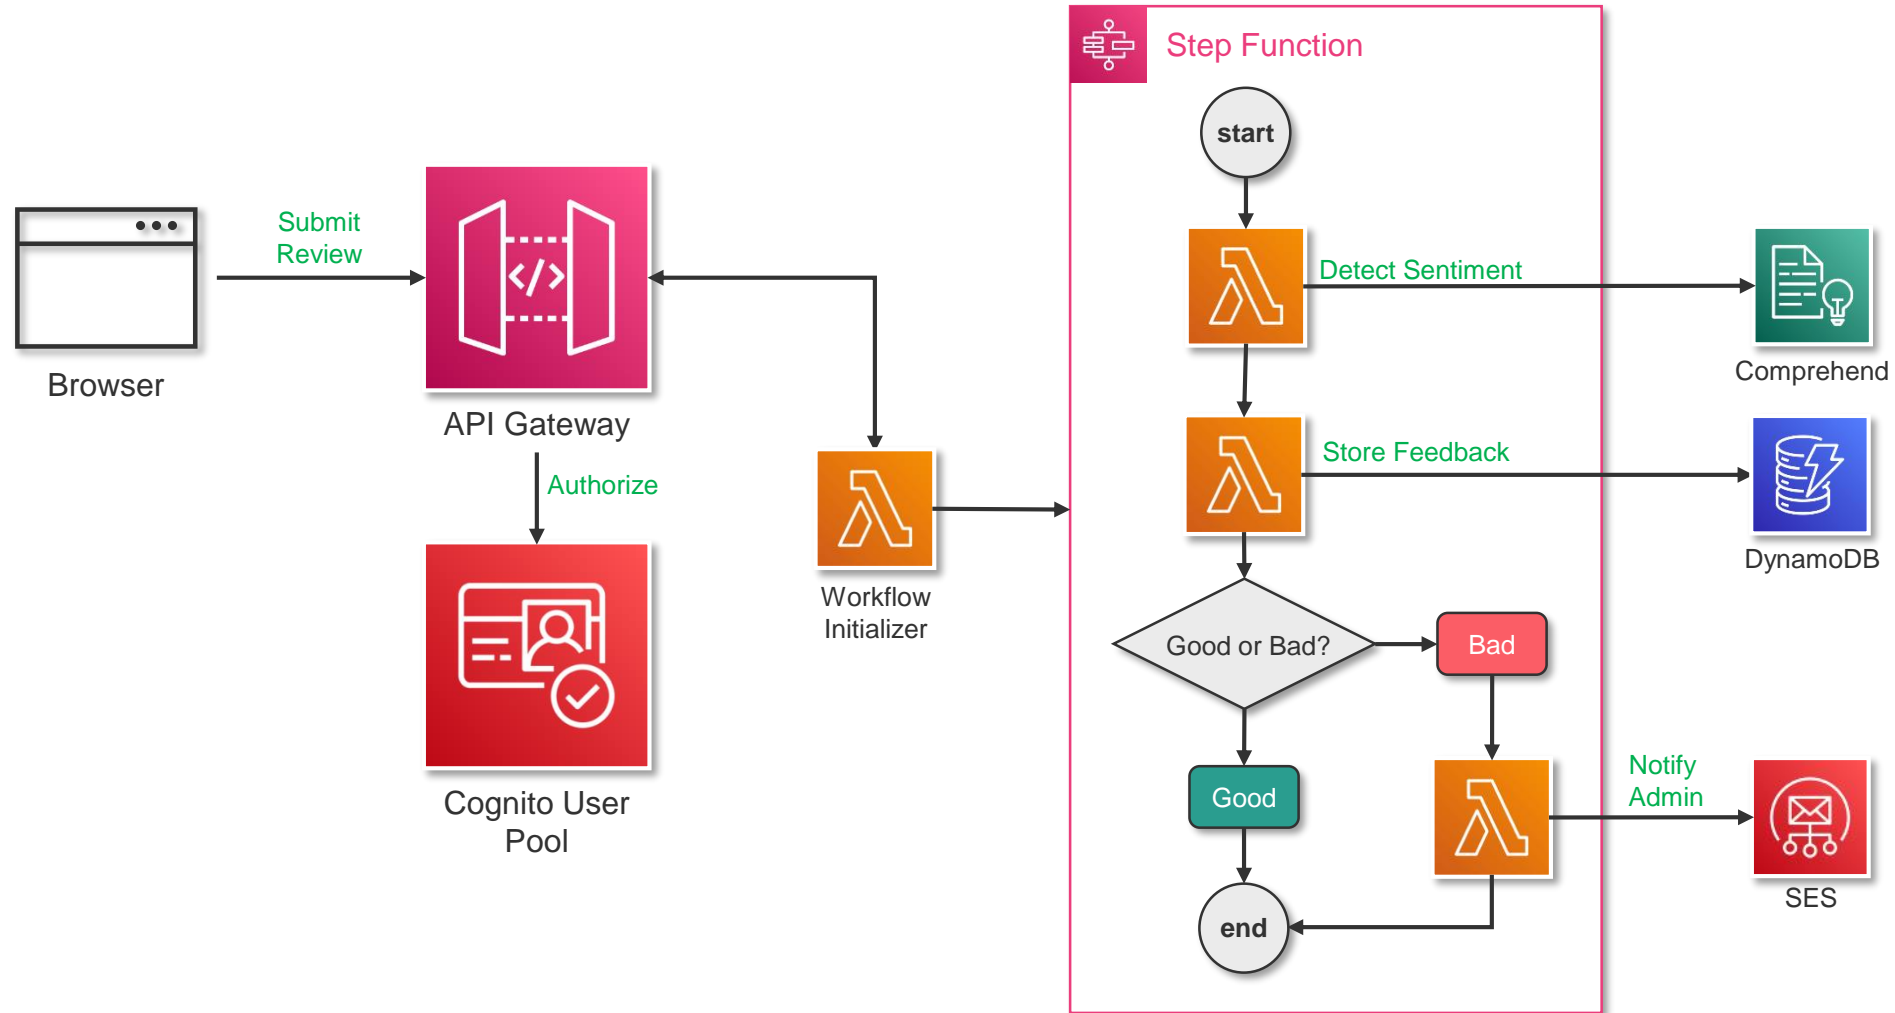 Step Function
start
Submit
Review
Detect Sentiment
Browser
API Gateway
Comprehend
Authorize
Store Feedback
DynamoDB
Workflow
Initializer
Good or Bad?
Bad
Cognito User
Pool
Good
Notify
Admin
SES
end